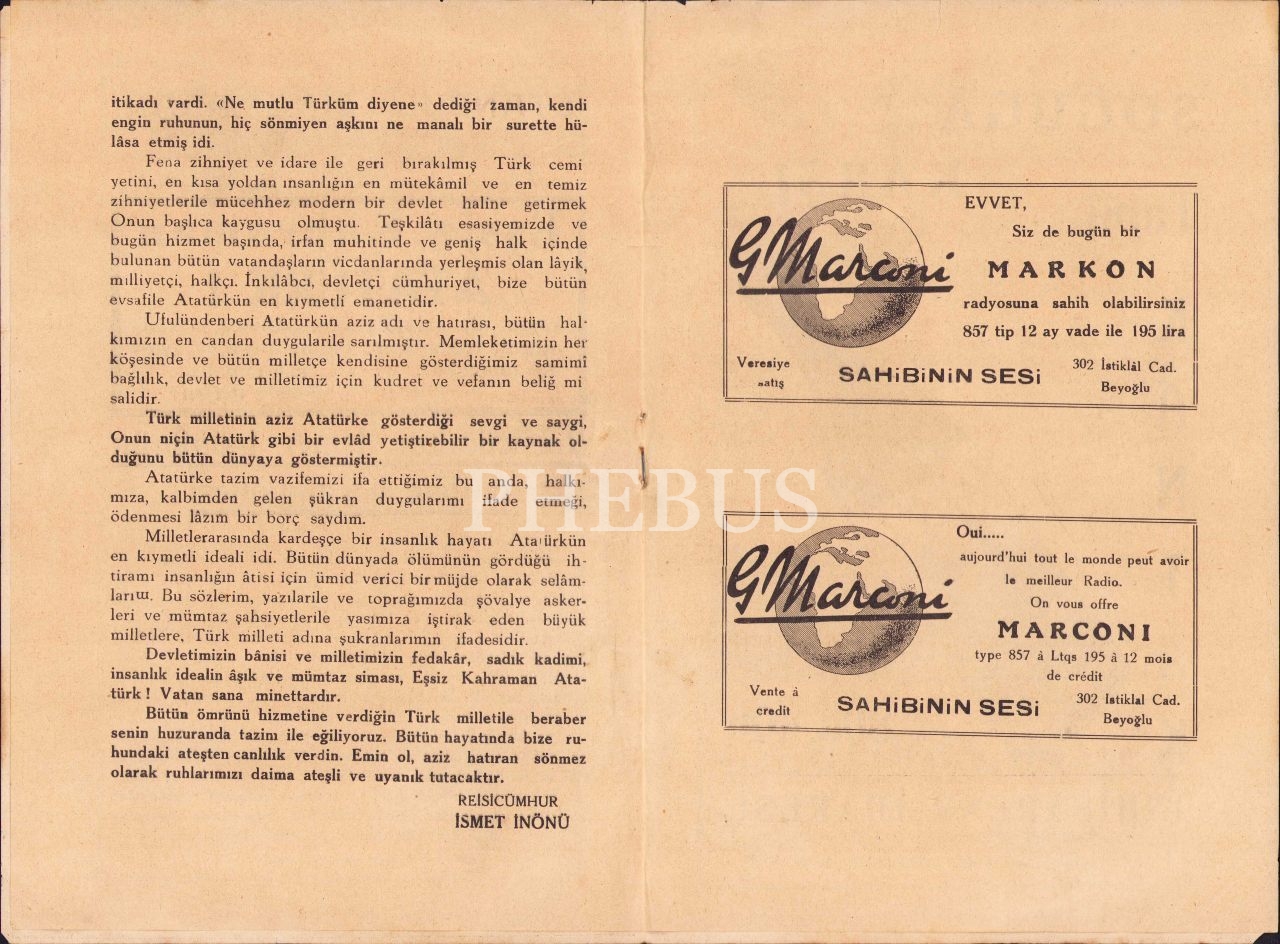 itikadı vardi. «Ne mutlu Türküm diyene» dediği zaman, kendi
engin ruhunun, hiç sönmiyen aşkını ne manalı bir surette hü-
lâsa etmiş idi.
Fena zihniyet ve idare ile geri bırakılmış Türk cemi
yetini, en kısa yoldan ınsanlığın en mütekâmil ve en temiz
zihniyetlerile mücehhez modern bir devlet haline getirmek
Onun başlıca kaygusu olmuştu. Teşkilâtı esasiyemizde ve
bugün hizmet başında, irfan muhitinde ve geniş halk içinde
bulunan bütün vatandaşların vicdanlarında yerleşmis olan lâyik,
milliyetçi, halkçı. İnkılâbcı, devletçi cümhuriyet, bize bütün
evsafile Atatürkün en kıymetli emanetidir.
Ufulündenberi Atatürkün aziz adı ve hatırası, bütün hal-
kımızın en candan duygularile sarılmıştır. Memleketimizin her
köşesinde ve bütün milletçe kendisine gösterdiğimiz samimî
bağlılık, devlet ve milletimiz için kudret ve vefanın beliğ mi
salidir.
Türk milletinin aziz Atatürke gösterdiği sevgi ve saygi,
Onun niçin Atatürk gibi bir evlâd yetiştirebilir bir kaynak ol-
duğunu bütün dünyaya göstermiştir.
Atatürke tazim vazifemizi ifa ettiğimiz bu anda, halkı-
mıza, kalbimden gelen şükran duygularımı ifade etmeği,
ödenmesi lâzım bir borç saydım.
Milletlerarasında kardeşçe bir insanlık hayatı Atatürkün
en kıymetli ideali idi. Bütün dünyada ölümünün gördüğü ih-
tiramı insanlığın âtisi için ümid verici bir müjde olarak selâm-
larım. Bu sözlerim, yazılarile ve toprağımızda şövalye asker-
leri ve mümtaz şahsiyetlerile yasımıza iştirak eden büyük
milletlere, Türk milleti adına şukranlarımın ifadesidir.
Devletimizin bânisi ve milletimizin fedakâr, sadık kadimi,
insanlık idealin âşık ve mümtaz siması, Eşsiz Kahraman Ata-
türk! Vatan sana minettardır.
Bütün ömrünü hizmetine verdiğin Türk milletile beraber
senin huzuranda tazim ile eğiliyoruz. Bütün hayatında bize ru-
hundaki ateşten canlılık verdin. Emin ol, aziz hatıran sönmez
olarak ruhlarımızı daima ateşli ve uyanık tutacaktır.
REİSİCÜMHUR
İSMET İNÖNÜ
EVVET,
Siz de bugün bir
MARKON
radyosuna sahih olabilirsiniz
857 tip 12 ay vade ile 195 lira
G Marconi
Veresiye
satış
SAHİBİNİN SESİ
302 İstiklâl Cad.
Beyoğlu
Oui.....
aujourd'hui tout le monde peut avoir
le meilleur Radio.
On vous offre
MARCONI
type 857 à Ltqs 195 à 12 mois
de crédit
G Marconi
Vente à
credit
SAHİBİNİN SESİ
302 Istiklal Cad.
Beyoğlu
PHEBUS